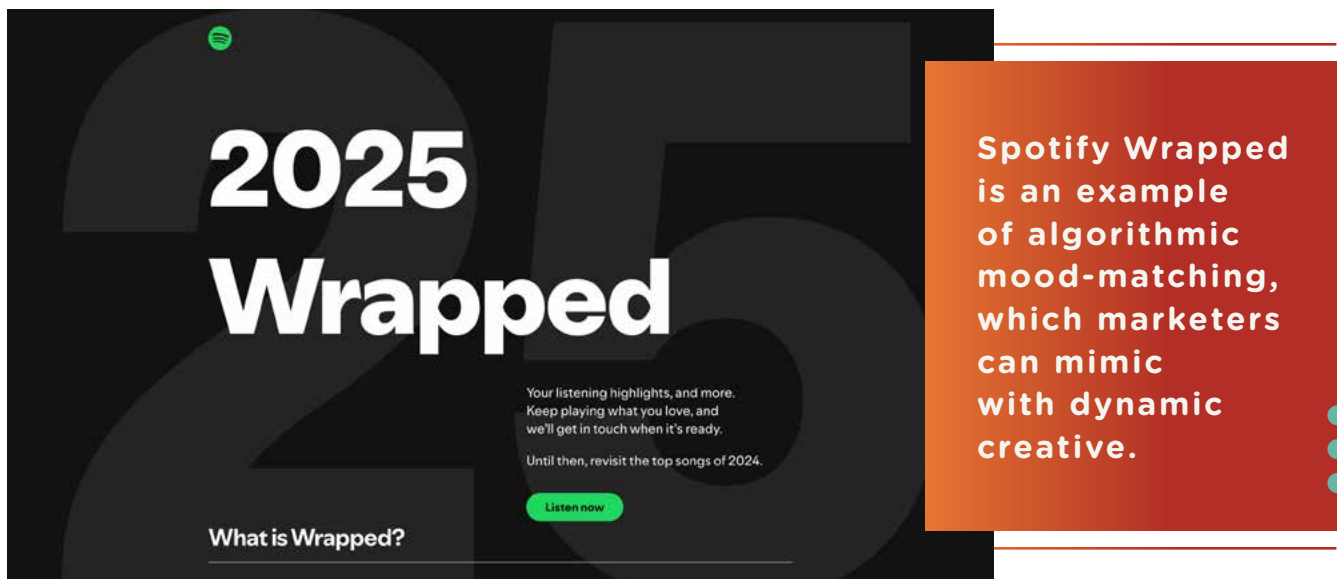 25
2025
Wrapped
Your listening highlights, and more.
Keep playing what you love, and
we'll get in touch when it's ready.
Until then, revisit the top songs of 2024.
Listen now
What is Wrapped?
Spotify Wrapped
is an example
of algorithmic
mood-matching,
which marketers
can mimic
with dynamic
creative.